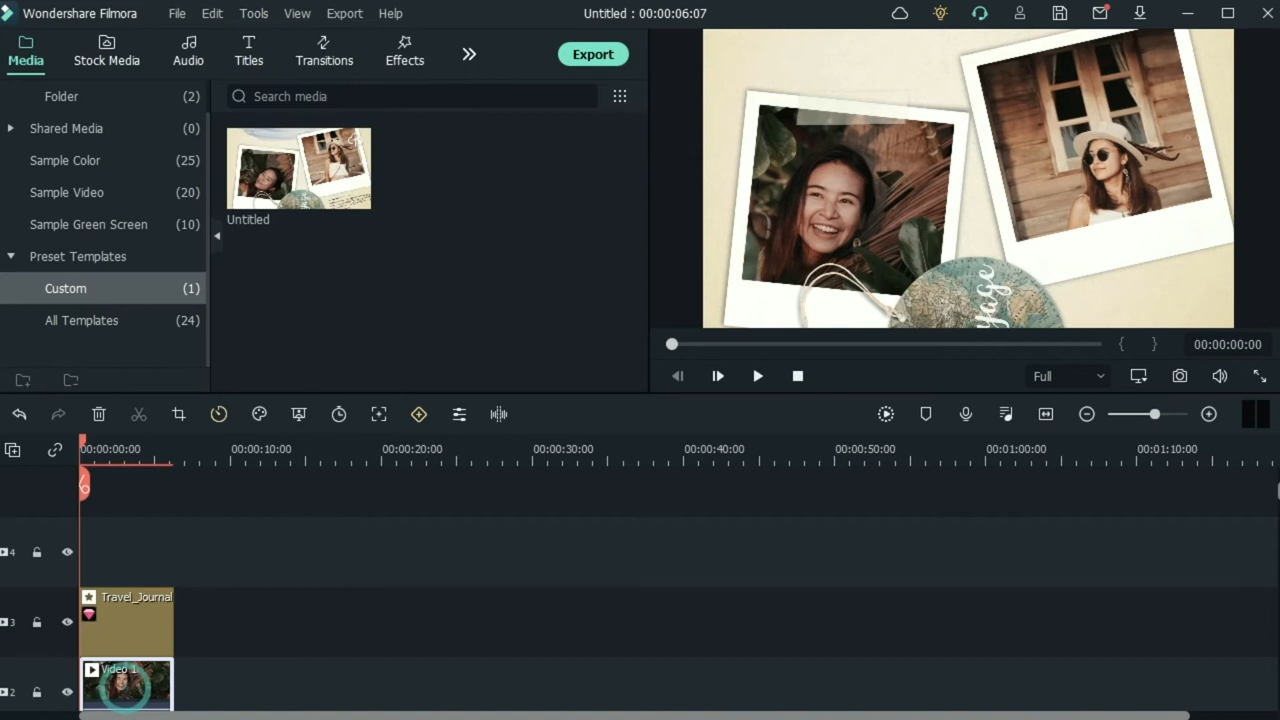 Wondershare Filmora File Edit Tools View Export Help Untitled : 00:00:06:07
Media Stock Media Audio Titles Transitions Effects Export
Folder (2)
Shared Media (0)
Sample Color (25)
Sample Video (20)
Sample Green Screen (10)
Preset Templates
Custom (1)
All Templates (24)
Search media
Untitled
yage
00:00:00:00
Full
00:00:00:00 00:00:10:00 00:00:20:00 00:00:30:00 00:00:40:00 00:00:50:00 00:01:00:00 00:01:10:00
4
3
Travel_Journal
2
Video 1